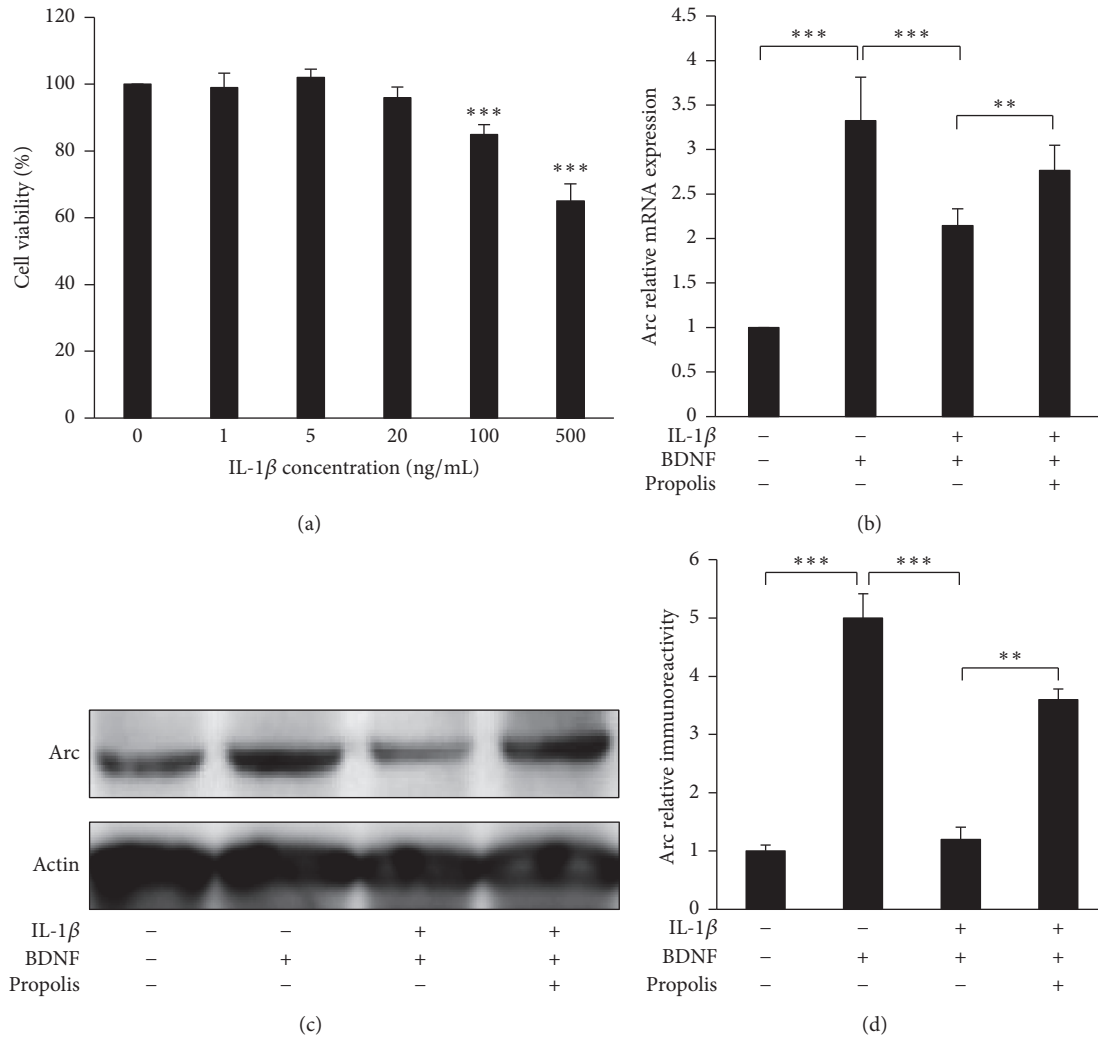 120
100
80
60
40
20
0
Cell viability (%)
***
***
0 1 5 20 100 500
IL-1β concentration (ng/mL)
(a)
4.5
4
3.5
3
2.5
2
1.5
1
0.5
0
Arc relative mRNA expression
*** ***
**
IL-1β − − + +
BDNF − + + +
Propolis − − − +
(b)
Arc
Actin
IL-1β − − + +
BDNF − + + +
Propolis − − − +
(c)
6
5
4
3
2
1
0
Arc relative immunoreactivity
*** ***
**
IL-1β − − + +
BDNF − + + +
Propolis − − − +
(d)